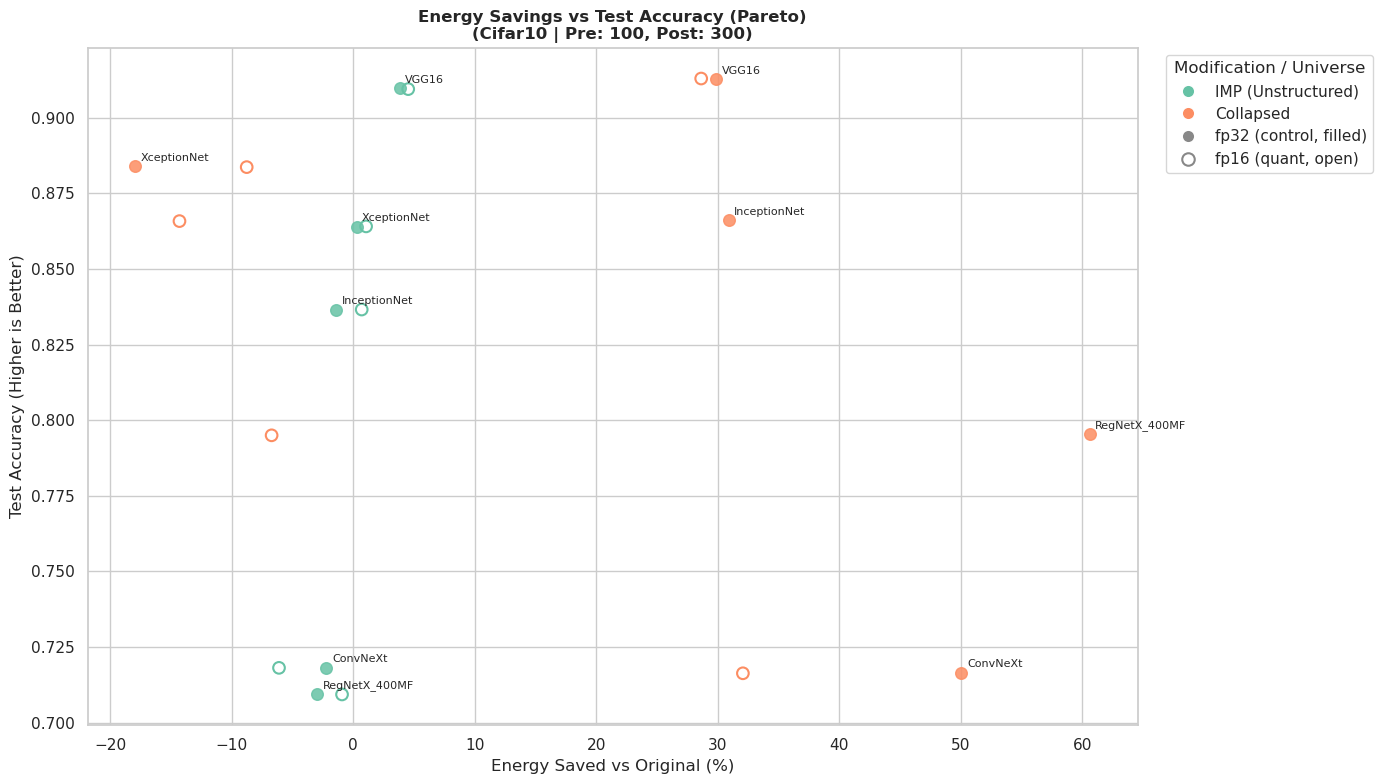 Energy Savings vs Test Accuracy (Pareto)
(Cifar10 | Pre: 100, Post: 300)
Test Accuracy (Higher is Better)
0.900
0.875
0.850
0.825
0.800
0.775
0.750
0.725
0.700
VGG16
VGG16
XceptionNet
InceptionNet
XceptionNet
InceptionNet
RegNetX_400MF
ConvNeXt
ConvNeXt
RegNetX_400MF
−20
−10
0
10
20
30
40
50
60
Energy Saved vs Original (%)
Modification / Universe
IMP (Unstructured)
Collapsed
fp32 (control, filled)
fp16 (quant, open)